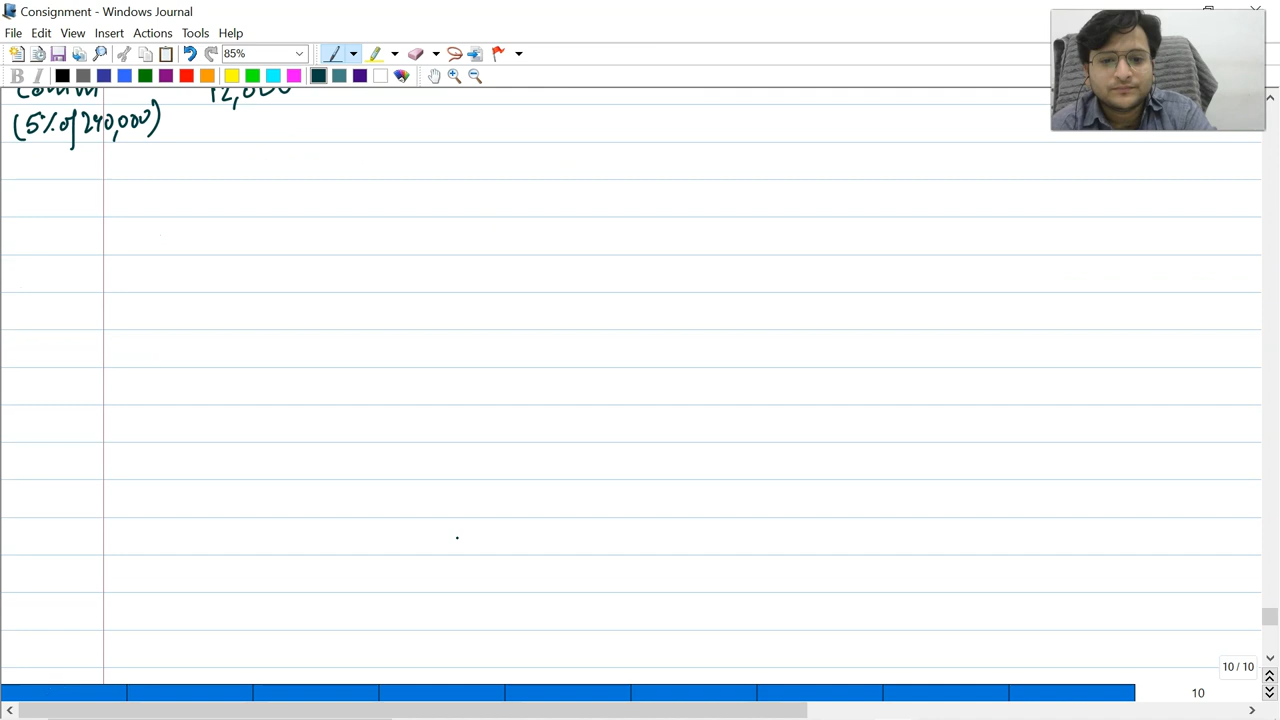 Consignment - Windows Journal
File Edit View Insert Actions Tools Help
85%
B I
12,000
(5% of 240,000)
10 / 10
10